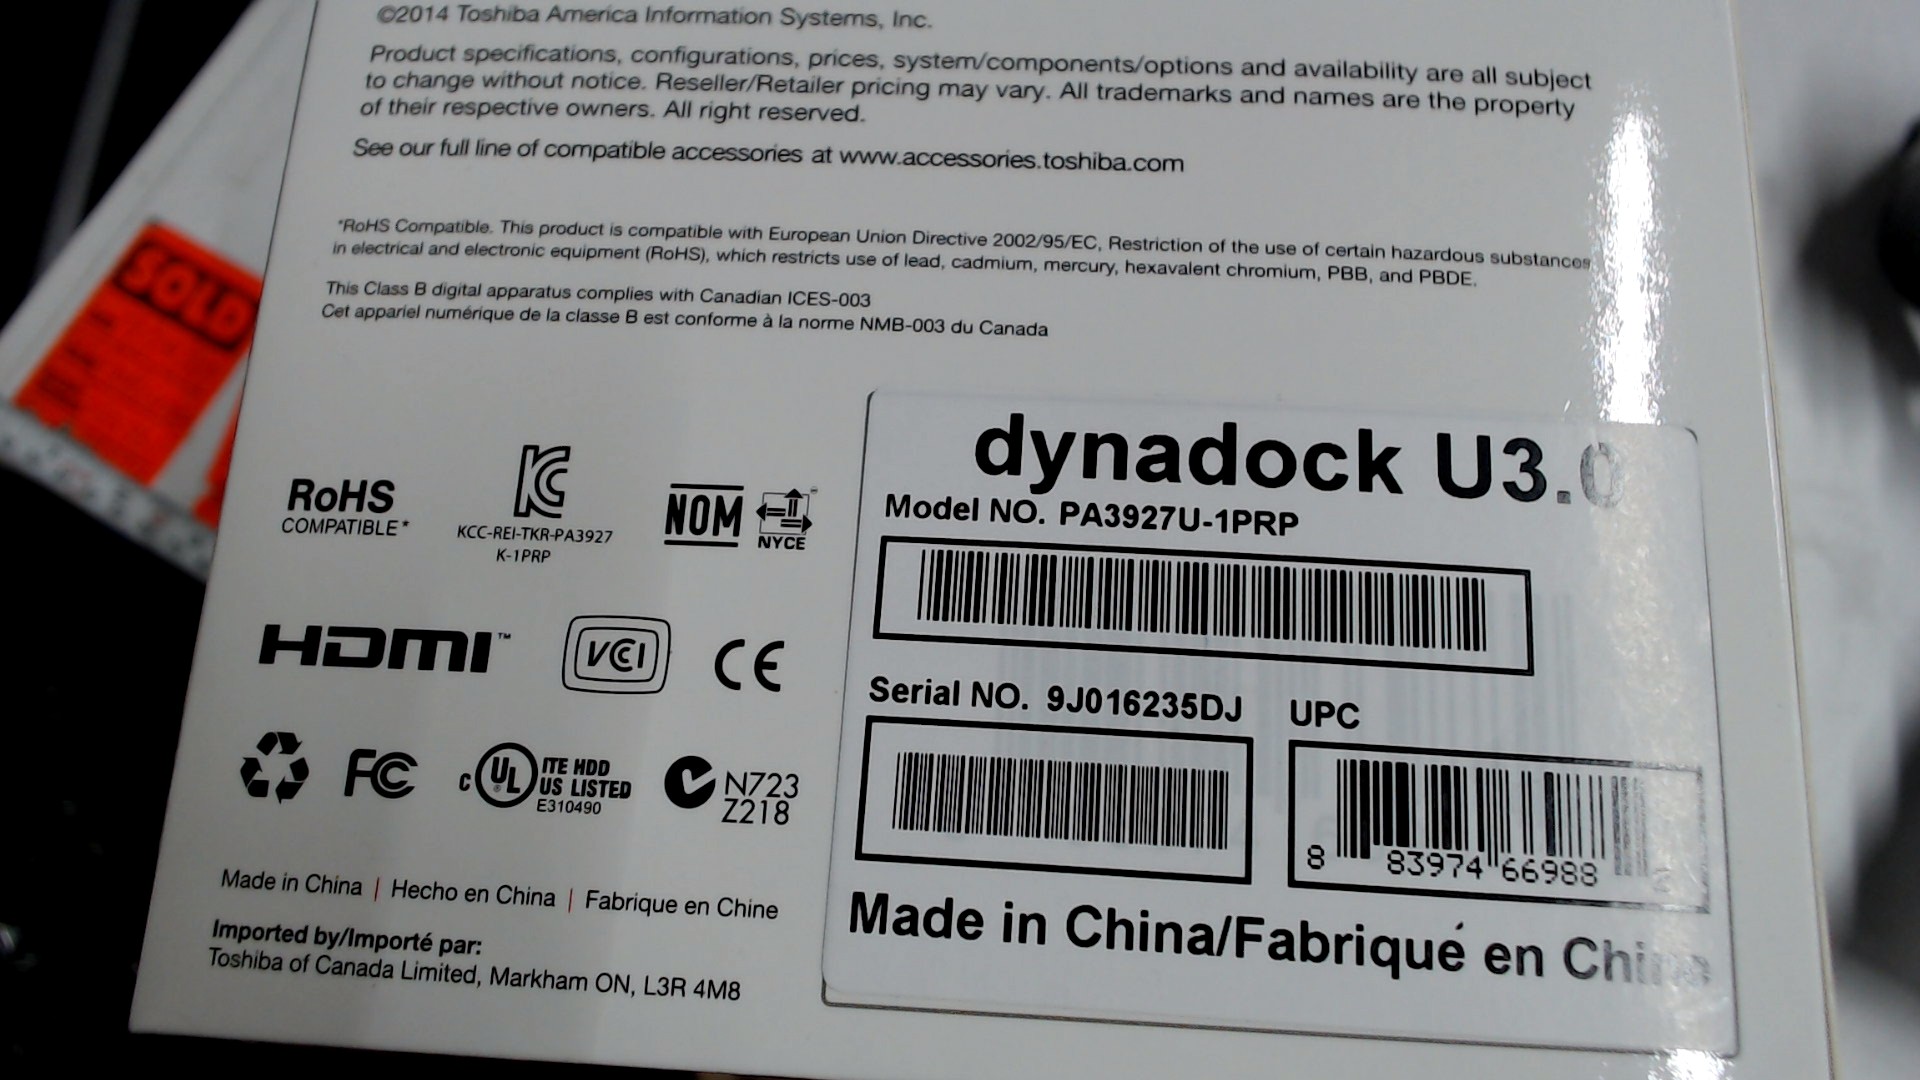 ©2014 Toshiba America Information Systems, Inc.
Product specifications, configurations, prices, system/components/options and availability are all subject
to change without notice. Reseller/Retailer pricing may vary. All trademarks and names are the property
of their respective owners. All right reserved.
See our full line of compatible accessories at www.accessories.toshiba.com
*RoHS Compatible. This product is compatible with European Union Directive 2002/95/EC, Restriction of the use of certain hazardous substances
in electrical and electronic equipment (RoHS), which restricts use of lead, cadmium, mercury, hexavalent chromium, PBB, and PBDE.
This Class B digital apparatus complies with Canadian ICES-003
Cet appariel numérique de la classe B est conforme à la norme NMB-003 du Canada
SOLD
RoHS
COMPATIBLE*
KC
KCC-REI-TKR-PA3927
K-1PRP
NOM
NYCE
HDMI™
VCCI
CE
FC
c UL ® ITE HDD
US LISTED
E310490
N723
Z218
Made in China | Hecho en China | Fabrique en Chine
Imported by/Importé par:
Toshiba of Canada Limited, Markham ON, L3R 4M8
dynadock U3.0
Model NO. PA3927U-1PRP
Serial NO. 9J016235DJ
UPC
8 83974 66988
Made in China/Fabriqué en Chine